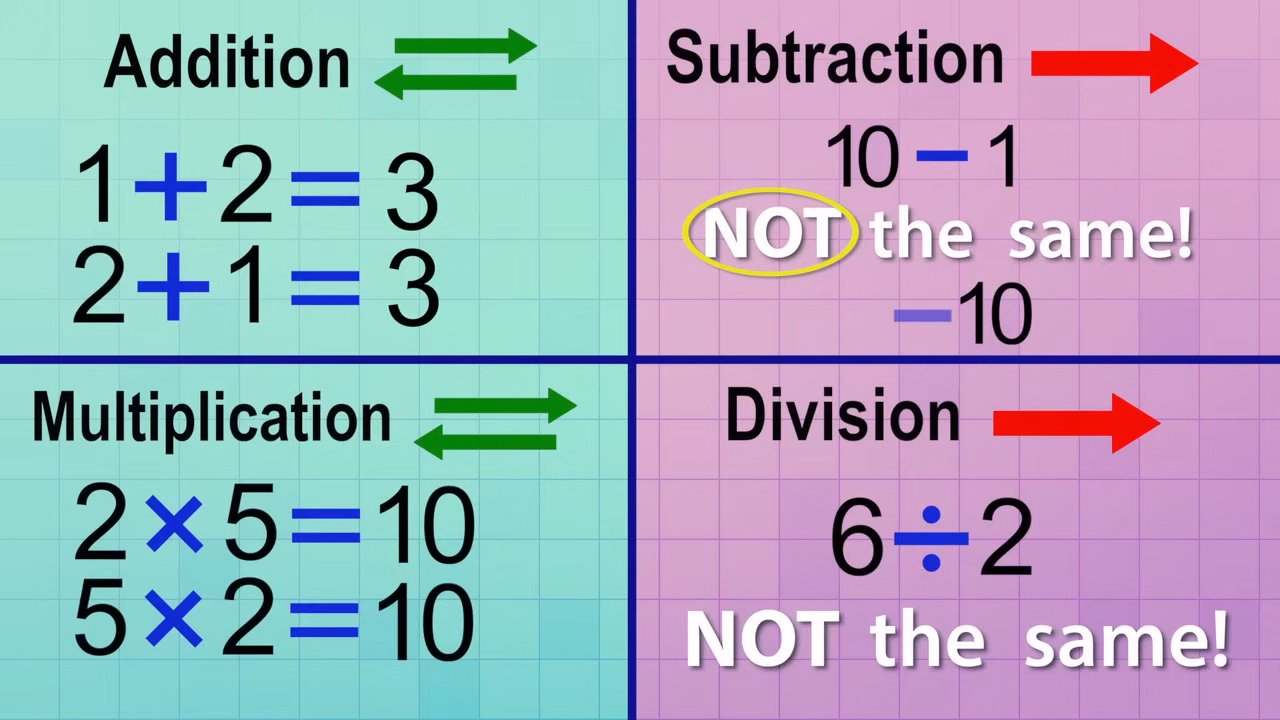 Addition
1 + 2 = 3
2 + 1 = 3
Subtraction
10 − 1
NOT the same!
−10
Multiplication
2 × 5 = 10
5 × 2 = 10
Division
6 ÷ 2
NOT the same!